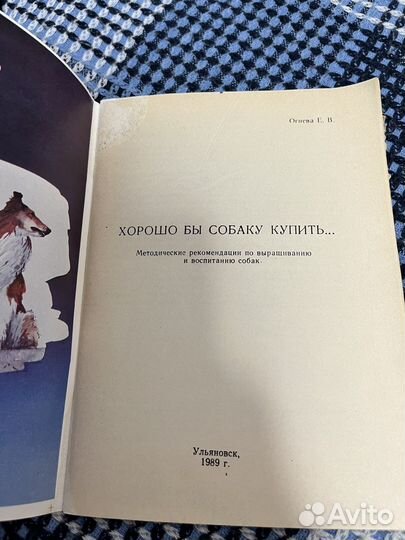 Огнева Е. В.
ХОРОШО БЫ СОБАКУ КУПИТЬ...
Методические рекомендации по выращиванию
и воспитанию собак.
Ульяновск,
1989 г.
Avito